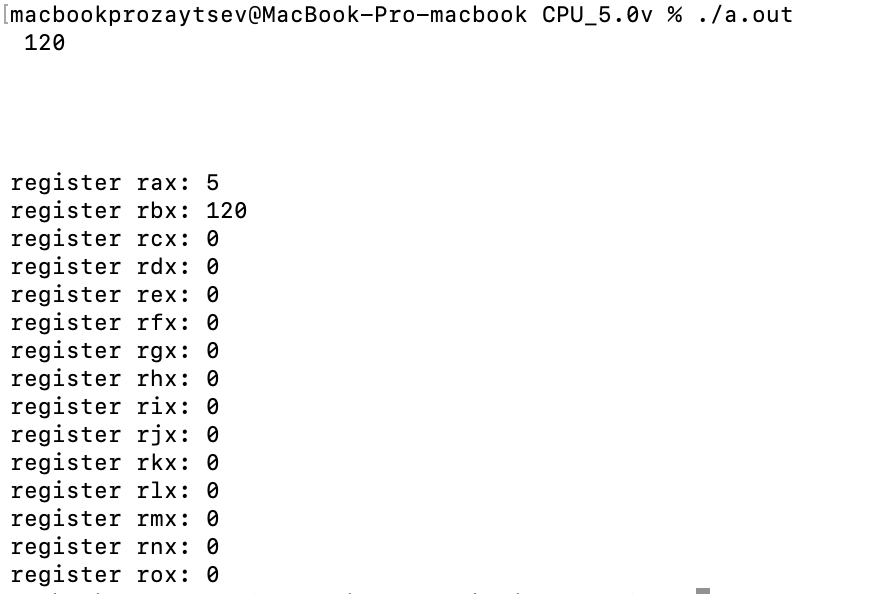 [macbookprozaytsev@MacBook-Pro-macbook CPU_5.0v % ./a.out
120
register rax: 5
register rbx: 120
register rcx: 0
register rdx: 0
register rex: 0
register rfx: 0
register rgx: 0
register rhx: 0
register rix: 0
register rjx: 0
register rkx: 0
register rlx: 0
register rmx: 0
register rnx: 0
register rox: 0